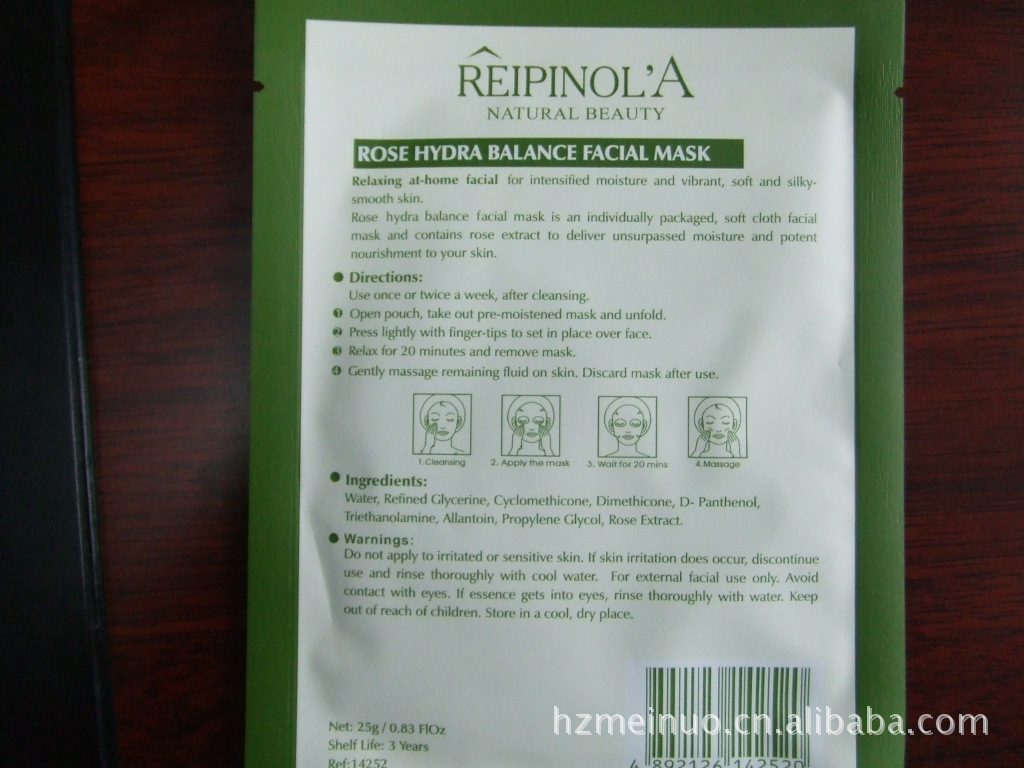 RÊIPINOL'A
NATURAL BEAUTY
ROSE HYDRA BALANCE FACIAL MASK
Relaxing at-home facial for intensified moisture and vibrant, soft and silky-
smooth skin.
Rose hydra balance facial mask is an individually packaged, soft cloth facial
mask and contains rose extract to deliver unsurpassed moisture and potent
nourishment to your skin.
● Directions:
Use once or twice a week, after cleansing.
❶ Open pouch, take out pre-moistened mask and unfold.
❷ Press lightly with finger-tips to set in place over face.
❸ Relax for 20 minutes and remove mask.
❹ Gently massage remaining fluid on skin. Discard mask after use.
1.Cleansing 2. Apply the mask 3. Wait for 20 mins 4.Massage
● Ingredients:
Water, Refined Glycerine, Cyclomethicone, Dimethicone, D- Panthenol,
Triethanolamine, Allantoin, Propylene Glycol, Rose Extract.
● Warnings:
Do not apply to irritated or sensitive skin. If skin irritation does occur, discontinue
use and rinse thoroughly with cool water. For external facial use only. Avoid
contact with eyes. If essence gets into eyes, rinse thoroughly with water. Keep
out of reach of children. Store in a cool, dry place.
Net: 25g / 0.83 FlOz
Shelf Life: 3 Years
Ref:14252
4 892126 142520
hzmeinuo.cn.alibaba.com